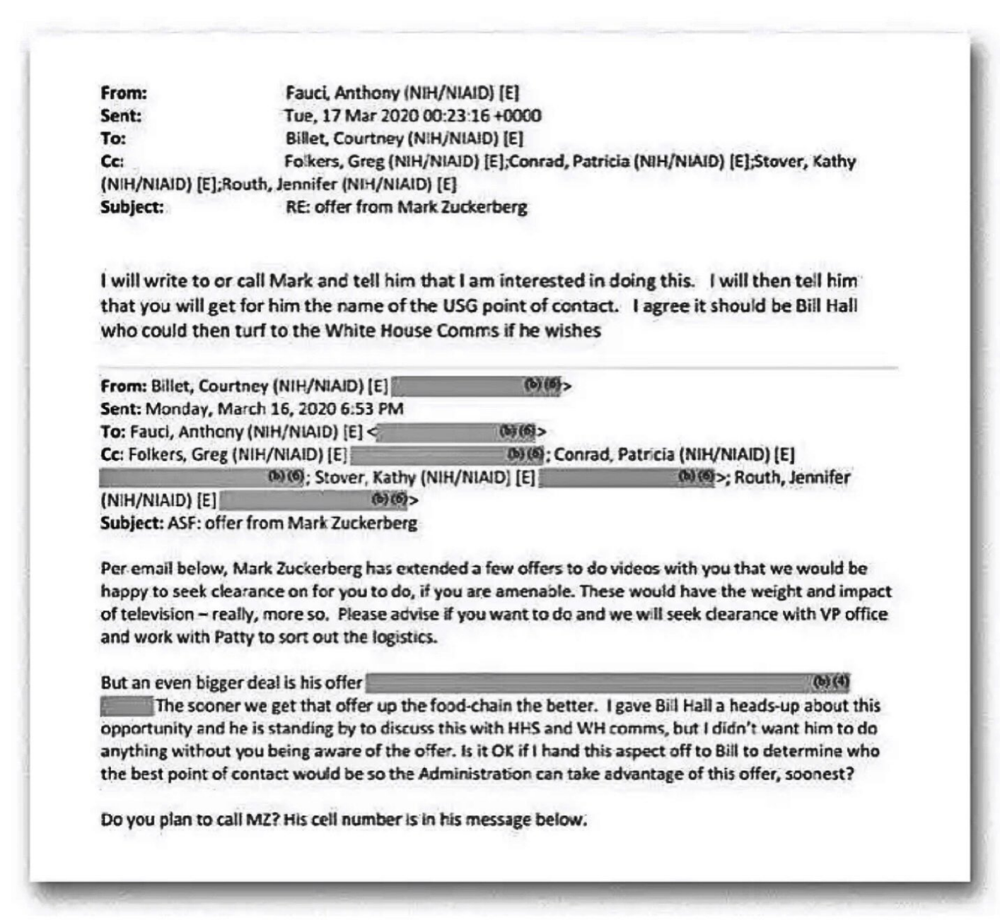 From: Fauci, Anthony (NIH/NIAID) [E]
Sent: Tue, 17 Mar 2020 00:23:16 +0000
To: Billet, Courtney (NIH/NIAID) [E]
Cc: Folkers, Greg (NIH/NIAID) [E];Conrad, Patricia (NIH/NIAID) [E];Stover, Kathy
(NIH/NIAID) [E];Routh, Jennifer (NIH/NIAID) [E]
Subject: RE: offer from Mark Zuckerberg
I will write to or call Mark and tell him that I am interested in doing this. I will then tell him
that you will get for him the name of the USG point of contact. I agree it should be Bill Hall
who could then turf to the White House Comms if he wishes
From: Billet, Courtney (NIH/NIAID) [E] (b) (6)>
Sent: Monday, March 16, 2020 6:53 PM
To: Fauci, Anthony (NIH/NIAID) [E] < (b) (6)>
Cc: Folkers, Greg (NIH/NIAID) [E] (b) (6); Conrad, Patricia (NIH/NIAID) [E]
(b) (6); Stover, Kathy (NIH/NIAID) [E] (b) (6)>; Routh, Jennifer
(NIH/NIAID) [E] (b) (6)>
Subject: ASF: offer from Mark Zuckerberg
Per email below, Mark Zuckerberg has extended a few offers to do videos with you that we would be
happy to seek clearance on for you to do, if you are amenable. These would have the weight and impact
of television – really, more so. Please advise if you want to do and we will seek clearance with VP office
and work with Patty to sort out the logistics.
But an even bigger deal is his offer (b) (4)
The sooner we get that offer up the food-chain the better. I gave Bill Hall a heads-up about this
opportunity and he is standing by to discuss this with HHS and WH comms, but I didn't want him to do
anything without you being aware of the offer. Is it OK if I hand this aspect off to Bill to determine who
the best point of contact would be so the Administration can take advantage of this offer, soonest?
Do you plan to call MZ? His cell number is in his message below.